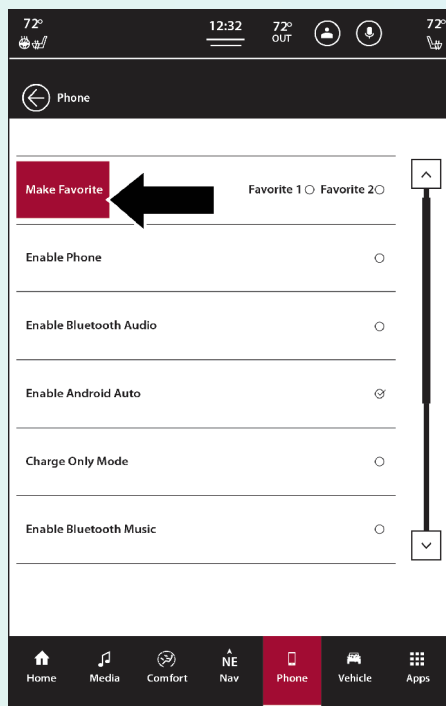 72° 12:32 72° 72°
OUT
Phone
Make Favorite Favorite 1 Favorite 2
Enable Phone
Enable Bluetooth Audio
Enable Android Auto
Charge Only Mode
Enable Bluetooth Music
NE
Home Media Comfort Nav Phone Vehicle Apps